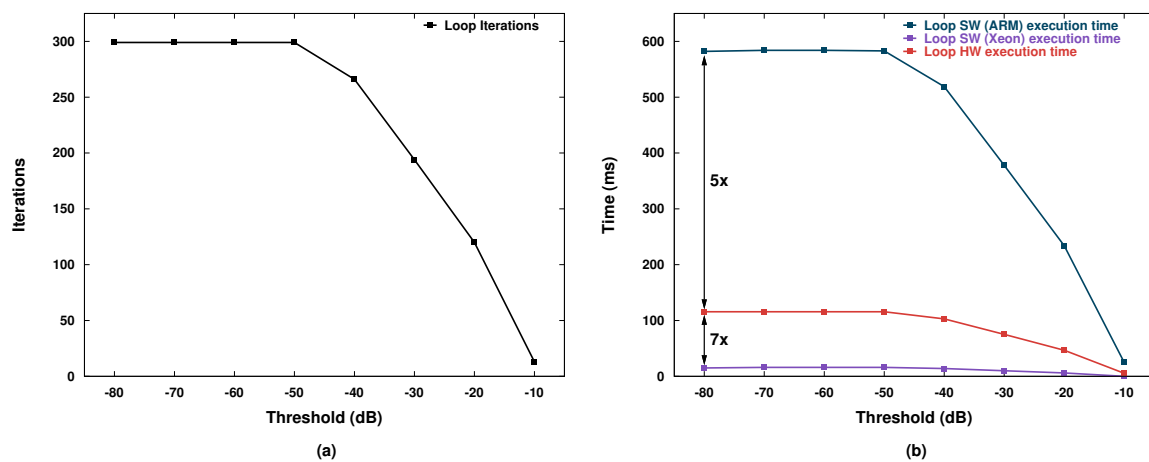 Loop Iterations
300
250
200
150
100
50
0
-80 -70 -60 -50 -40 -30 -20 -10
Iterations
Threshold (dB)
(a)
Loop SW (ARM) execution time
Loop SW (Xeon) execution time
Loop HW execution time
600
500
400
300
200
100
0
5x
7x
-80 -70 -60 -50 -40 -30 -20 -10
Time (ms)
Threshold (dB)
(b)